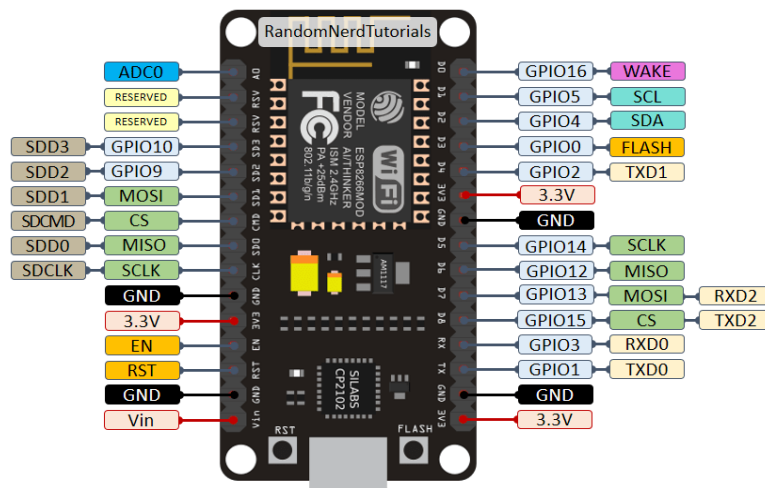 RandomNerdTutorials
ADC0
RESERVED
RESERVED
SDD3 GPIO10
SDD2 GPIO9
SDD1 MOSI
SDCMD CS
SDD0 MISO
SDCLK SCLK
GND
3.3V
EN
RST
GND
Vin
A0
RSV
RSV
SD3
SD2
SD1
CMD
SD0
CLK
GND
3V3
EN
RST
GND
Vin
MODEL
VENDOR
ESP8266MOD
AI/THINKER
ISM 2.4GHz
PA +25dBm
802.11b/g/n
FC
Wi Fi
AM1117
SILABS
CP2102
RST
FLASH
D0
D1
D2
D3
D4
3V3
GND
D5
D6
D7
D8
RX
TX
GND
3V3
GPIO16 WAKE
GPIO5 SCL
GPIO4 SDA
GPIO0 FLASH
GPIO2 TXD1
3.3V
GND
GPIO14 SCLK
GPIO12 MISO
GPIO13 MOSI RXD2
GPIO15 CS TXD2
GPIO3 RXD0
GPIO1 TXD0
GND
3.3V